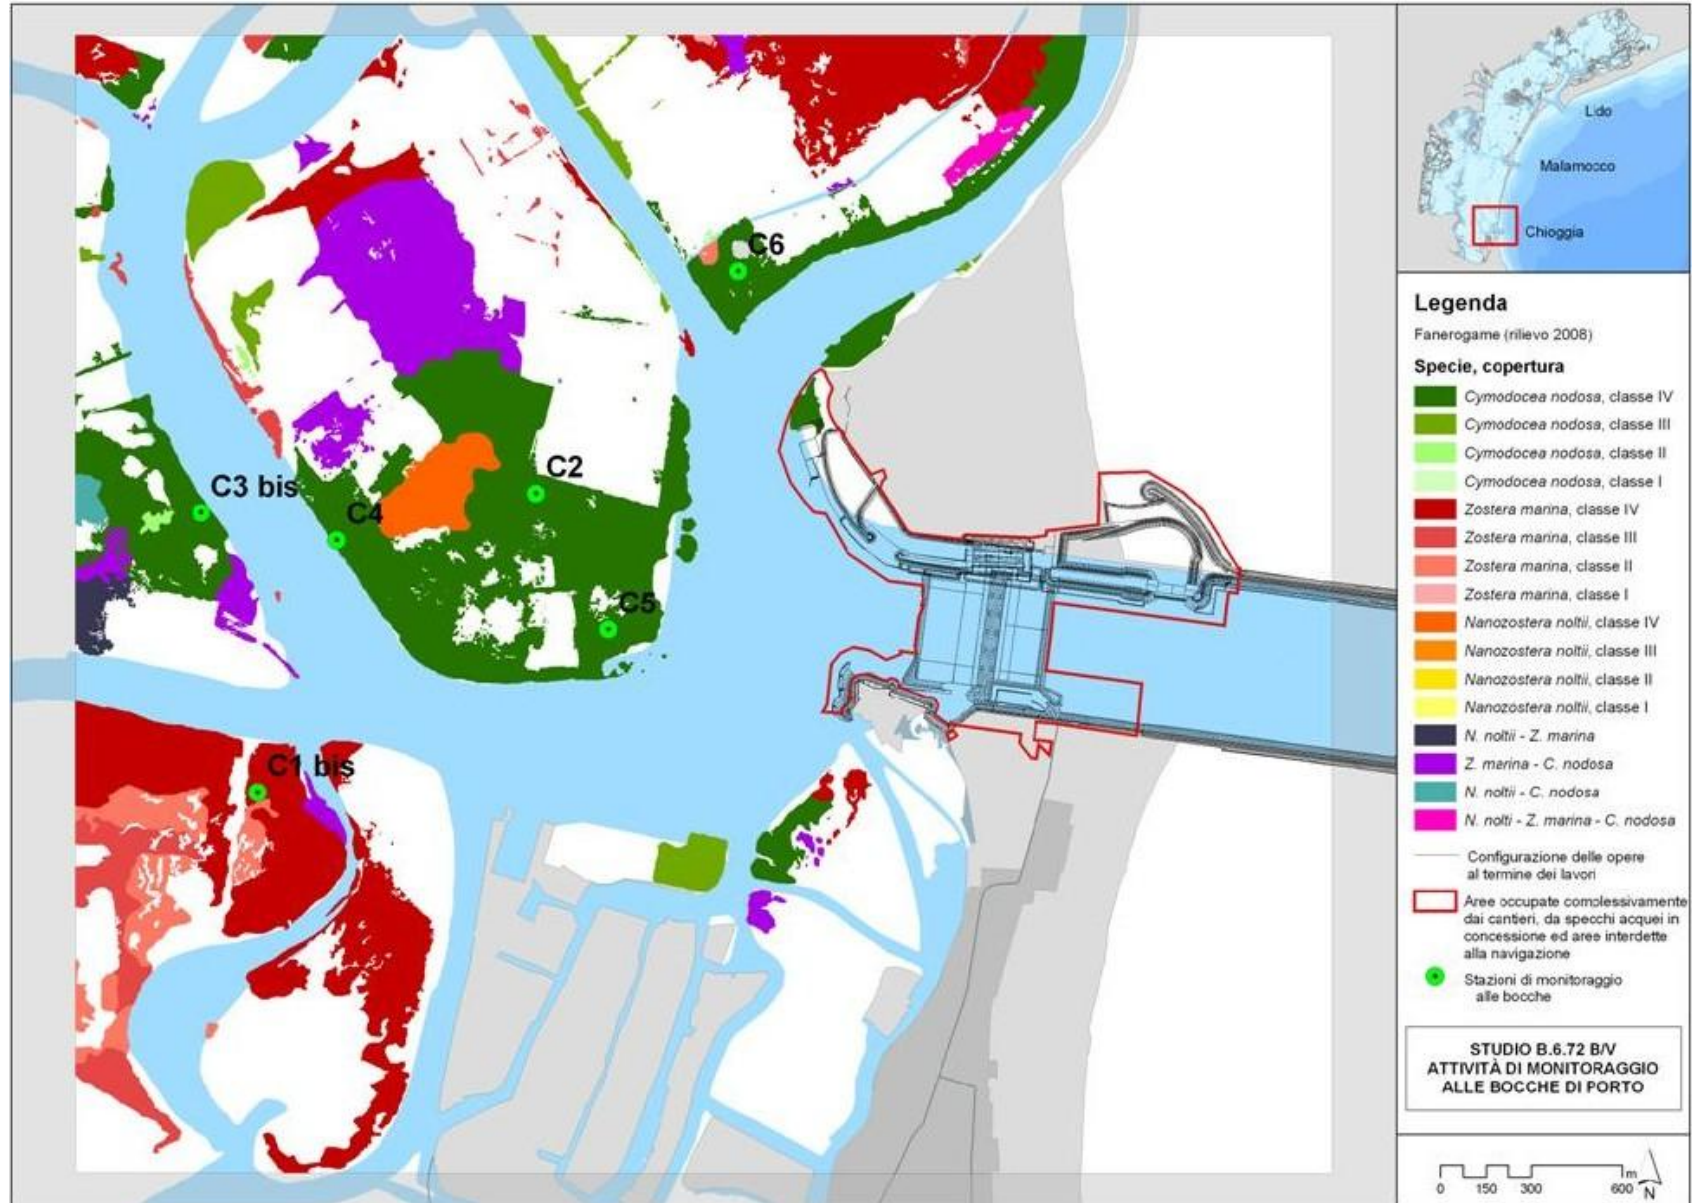 C6
C2
C3 bis
C4
C5
C1 bis
Lido
Malamocco
Chioggia
Legenda
Fanerogame (rilievo 2008)
Specie, copertura
Cymodocea nodosa, classe IV
Cymodocea nodosa, classe III
Cymodocea nodosa, classe II
Cymodocea nodosa, classe I
Zostera marina, classe IV
Zostera marina, classe III
Zostera marina, classe II
Zostera marina, classe I
Nanozostera noltii, classe IV
Nanozostera noltii, classe III
Nanozostera noltii, classe II
Nanozostera noltii, classe I
N. noltii - Z. marina
Z. marina - C. nodosa
N. noltii - C. nodosa
N. nolti - Z. marina - C. nodosa
Configurazione delle opere
al termine dei lavori
Aree occupate complessivamente
dai cantieri, da specchi acquei in
concessione ed aree interdette
alla navigazione
Stazioni di monitoraggio
alle bocche
STUDIO B.6.72 B/V
ATTIVITÀ DI MONITORAGGIO
ALLE BOCCHE DI PORTO
m
0 150 300 600 N